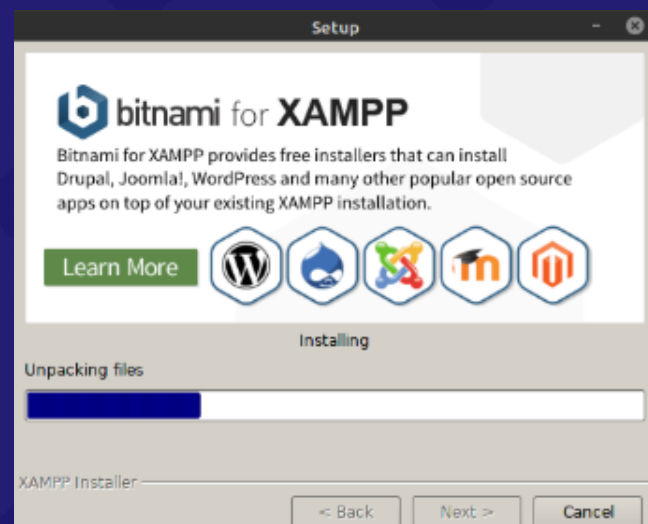 Setup
bitnami for XAMPP
Bitnami for XAMPP provides free installers that can install
Drupal, Joomla!, WordPress and many other popular open source
apps on top of your existing XAMPP installation.
Learn More
Installing
Unpacking files
XAMPP Installer
< Back Next > Cancel